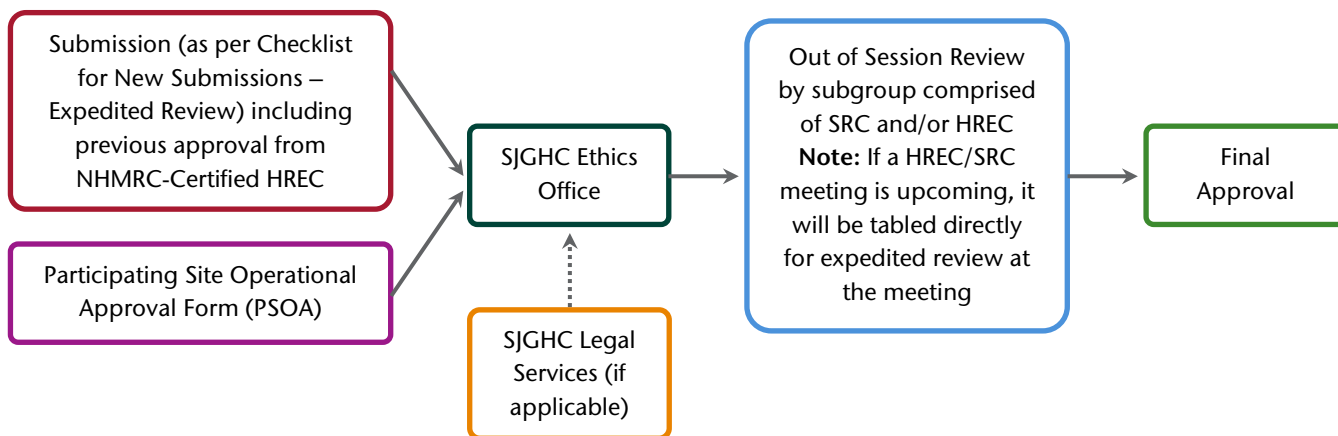 Submission (as per Checklist
for New Submissions –
Expedited Review) including
previous approval from
NHMRC-Certified HREC
Participating Site Operational
Approval Form (PSOA)
SJGHC Ethics
Office
SJGHC Legal
Services (if
applicable)
Out of Session Review
by subgroup comprised
of SRC and/or HREC
Note: If a HREC/SRC
meeting is upcoming, it
will be tabled directly
for expedited review at
the meeting
Final
Approval